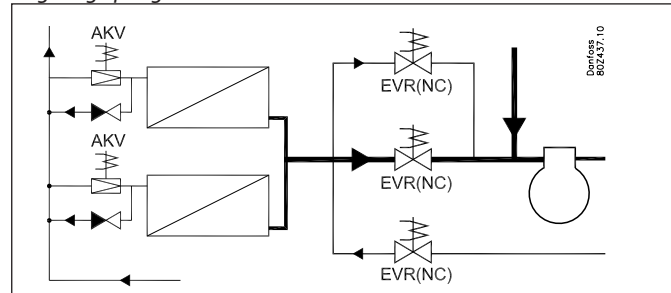 AKV
EVR(NC)
Danfoss
80Z437.10
AKV
EVR(NC)
EVR(NC)